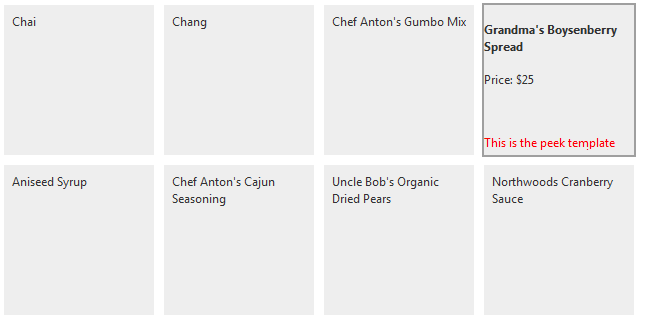 Chai
Chang
Chef Anton's Gumbo Mix
Grandma's Boysenberry
Spread
Price: $25
This is the peek template
Aniseed Syrup
Chef Anton's Cajun
Seasoning
Uncle Bob's Organic
Dried Pears
Northwoods Cranberry
Sauce